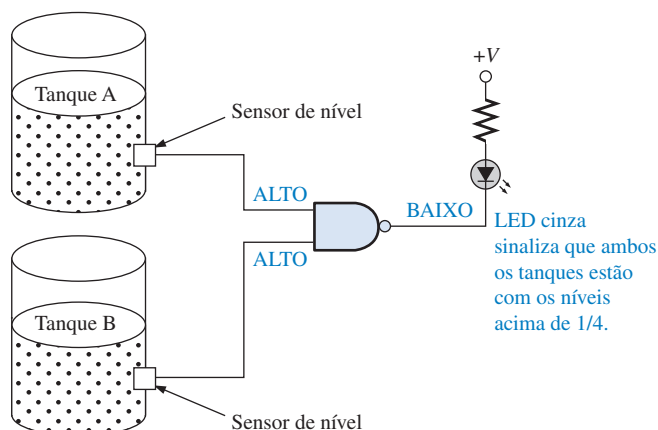 Tanque A
Sensor de nível
+V
ALTO
BAIXO
ALTO
LED cinza
sinaliza que ambos
os tanques estão
com os níveis
acima de 1/4.
Tanque B
Sensor de nível